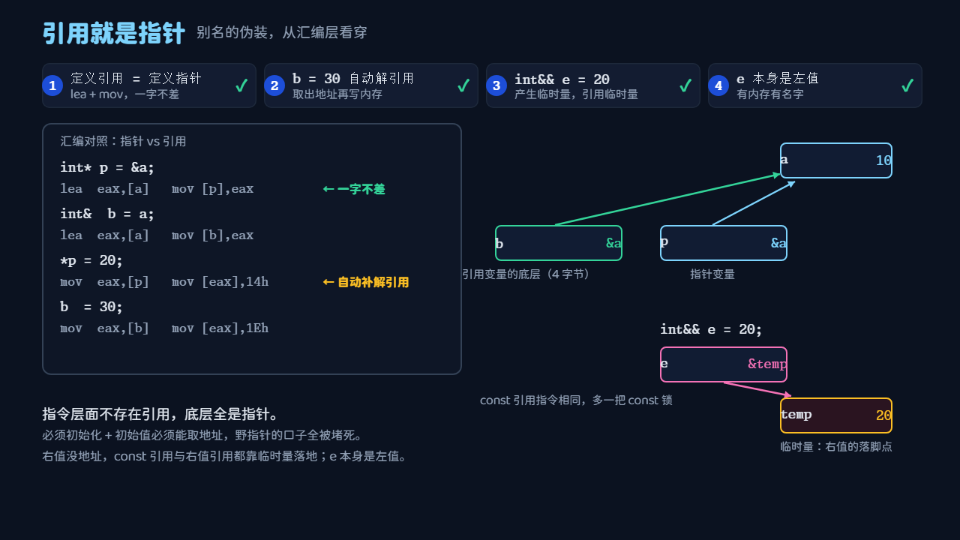 引用就是指针 别名的伪装，从汇编层看穿
1 定义引用 = 定义指针 ✓
lea + mov，一字不差
2 b = 30 自动解引用 ✓
取出地址再写内存
3 int&& e = 20 ✓
产生临时量，引用临时量
4 e 本身是左值 ✓
有内存有名字
汇编对照：指针 vs 引用
int* p = &a;
lea eax,[a] mov [p],eax ← 一字不差
int& b = a;
lea eax,[a] mov [b],eax
*p = 20;
mov eax,[p] mov [eax],14h ← 自动补解引用
b = 30;
mov eax,[b] mov [eax],1Eh
a 10
b &a
p &a
引用变量的底层（4 字节）
指针变量
int&& e = 20;
e &temp
const 引用指令相同，多一把 const 锁
temp 20
临时量：右值的落脚点
指令层面不存在引用，底层全是指针。
必须初始化 + 初始值必须能取地址，野指针的口子全被堵死。
右值没地址，const 引用与右值引用都靠临时量落地；e 本身是左值。